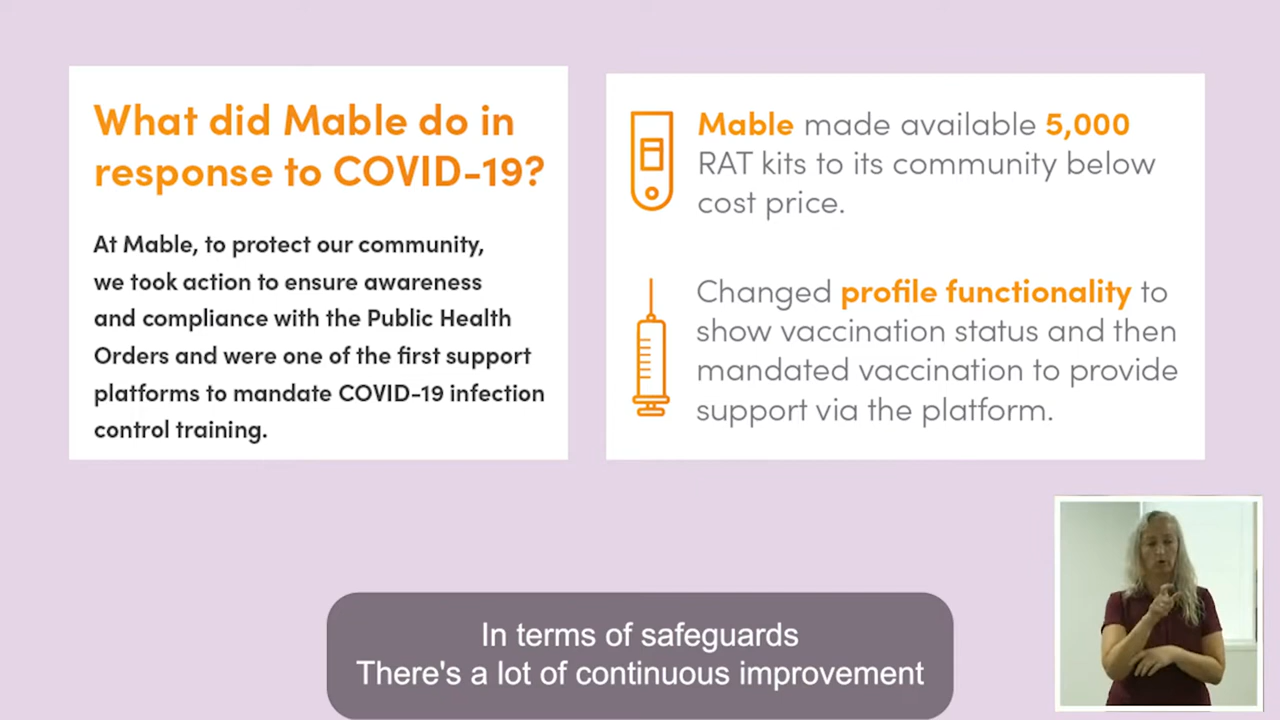 What did Mable do in
response to COVID-19?
At Mable, to protect our community,
we took action to ensure awareness
and compliance with the Public Health
Orders and were one of the first support
platforms to mandate COVID-19 infection
control training.
Mable made available 5,000
RAT kits to its community below
cost price.
Changed profile functionality to
show vaccination status and then
mandated vaccination to provide
support via the platform.
In terms of safeguards
There's a lot of continuous improvement